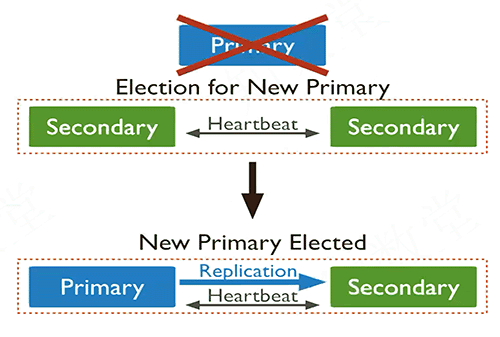 Primary
Election for New Primary
Secondary Heartbeat Secondary
New Primary Elected
Replication
Primary Heartbeat Secondary